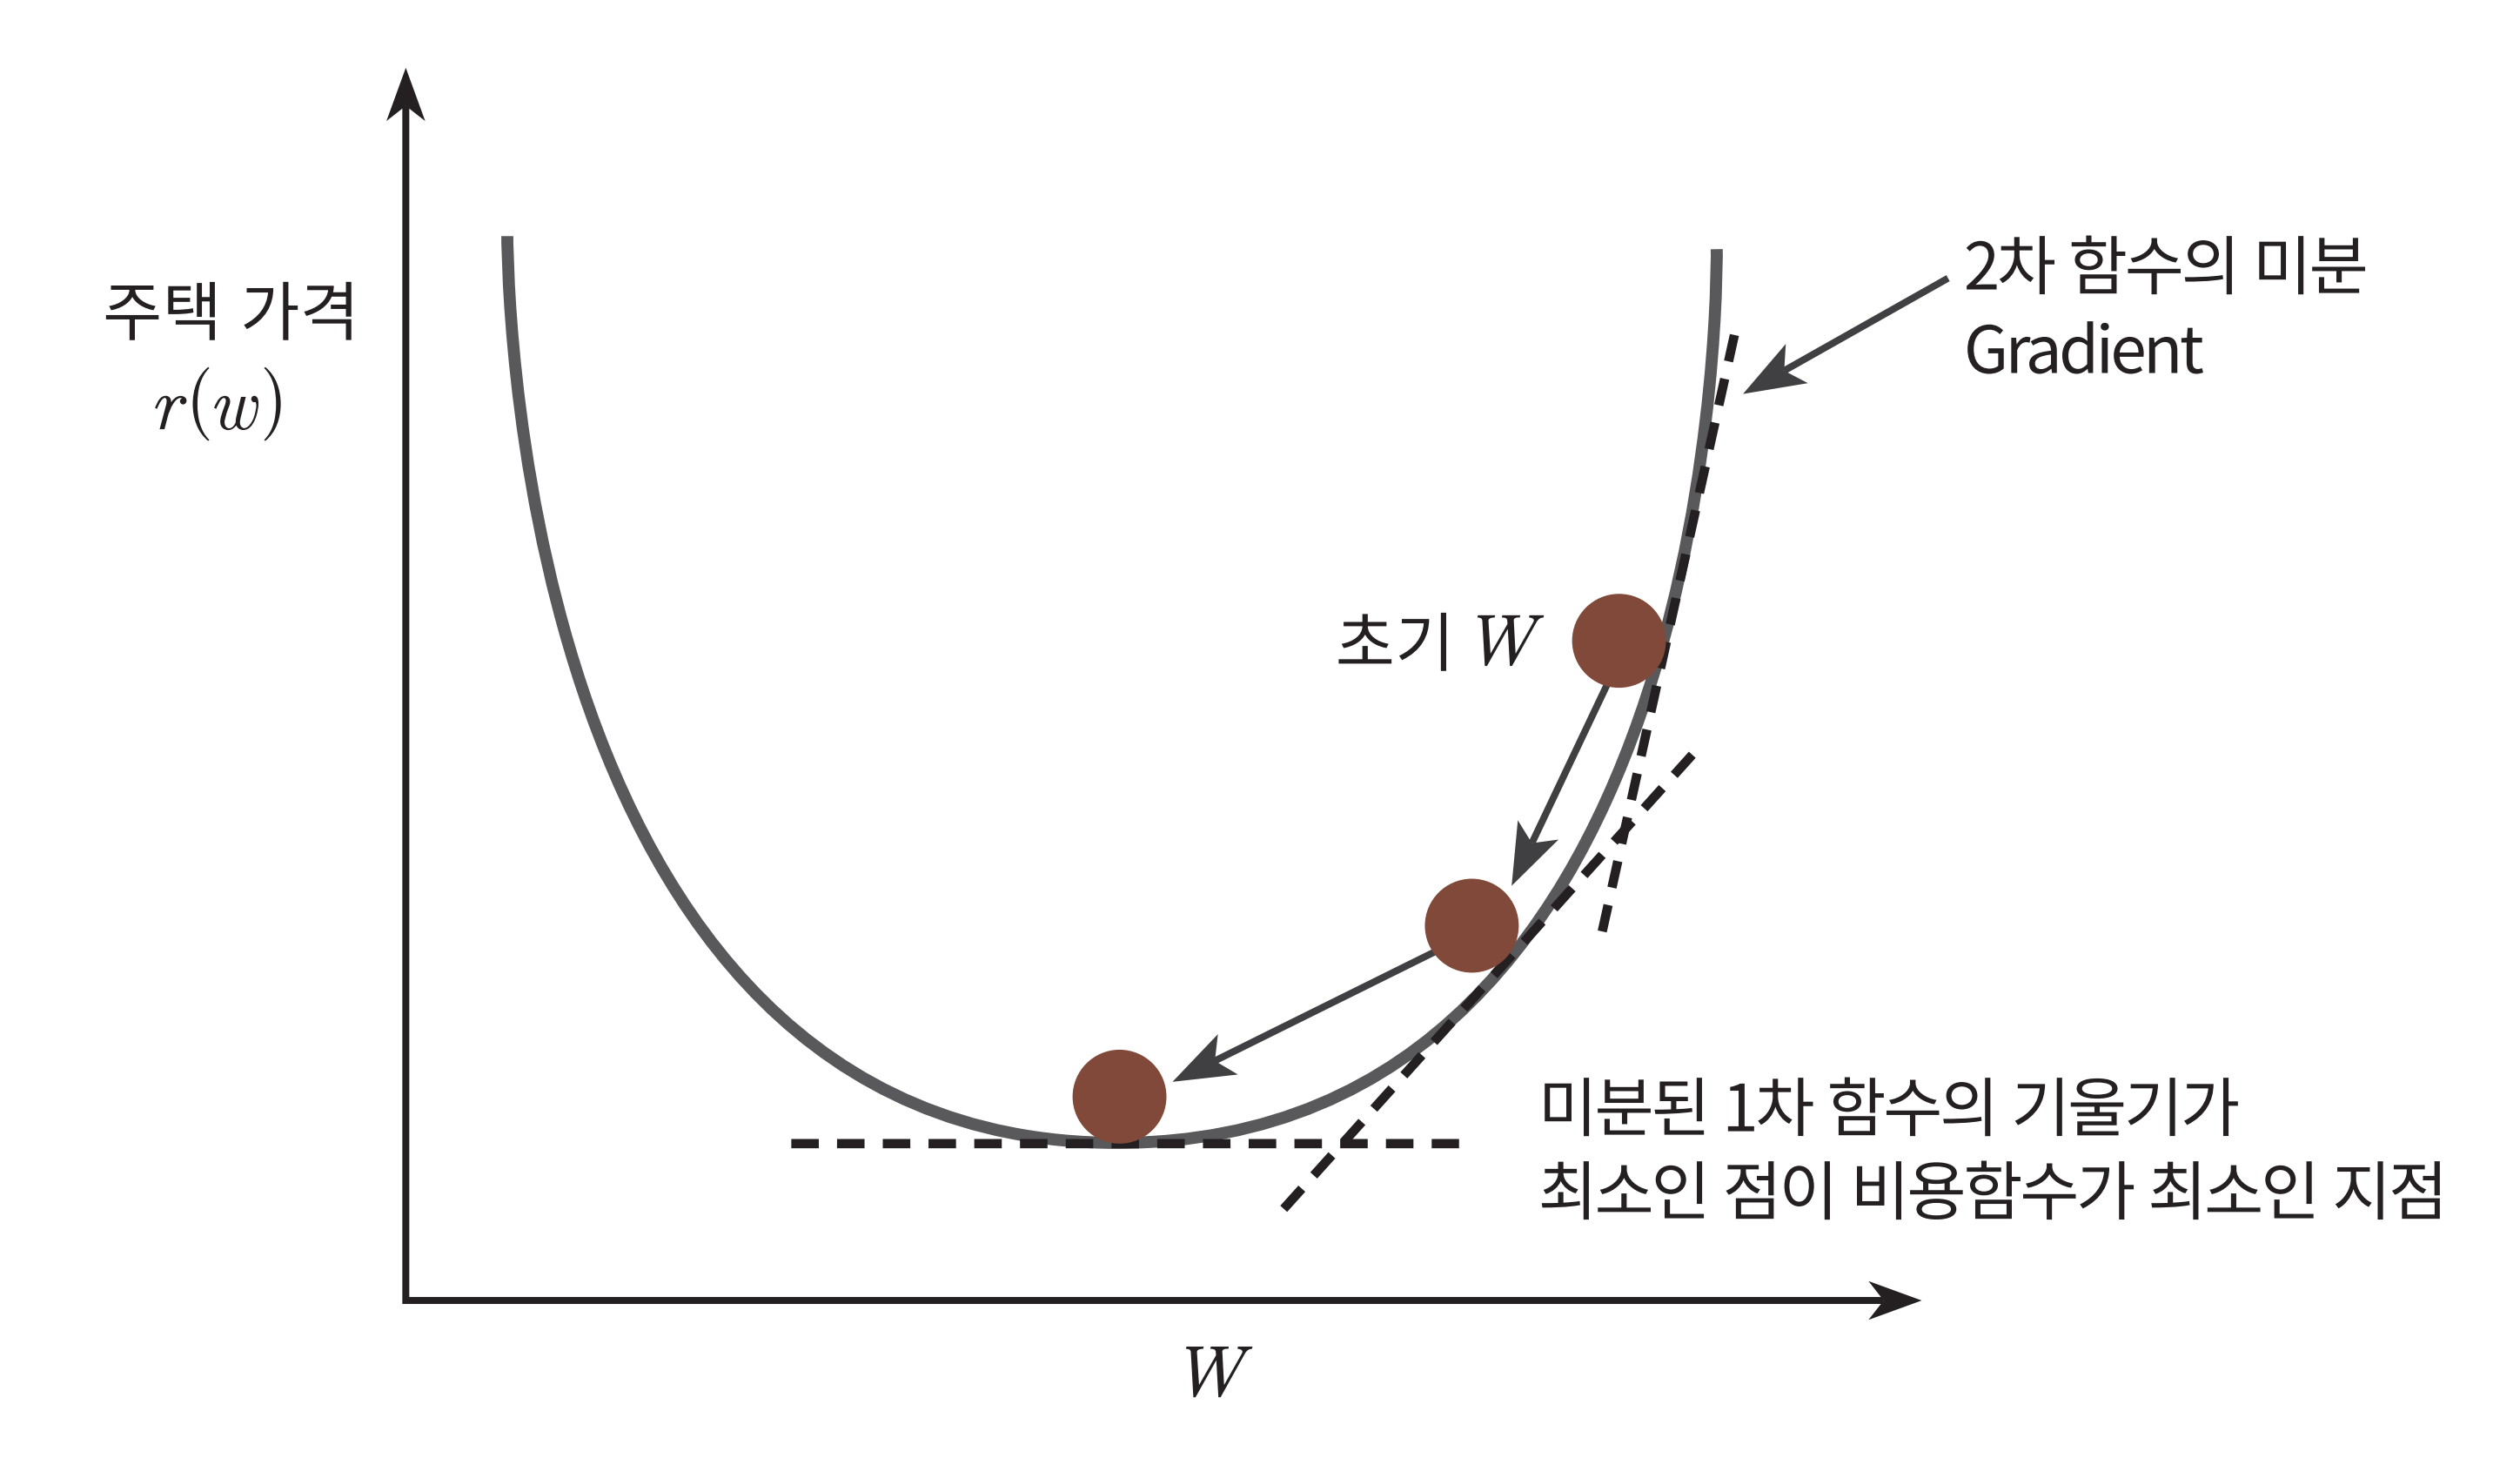 주택 가격
r(w)
2차 함수의 미분
Gradient
초기 W
미분된 1차 함수의 기울기가
최소인 점이 비용함수가 최소인 지점
W